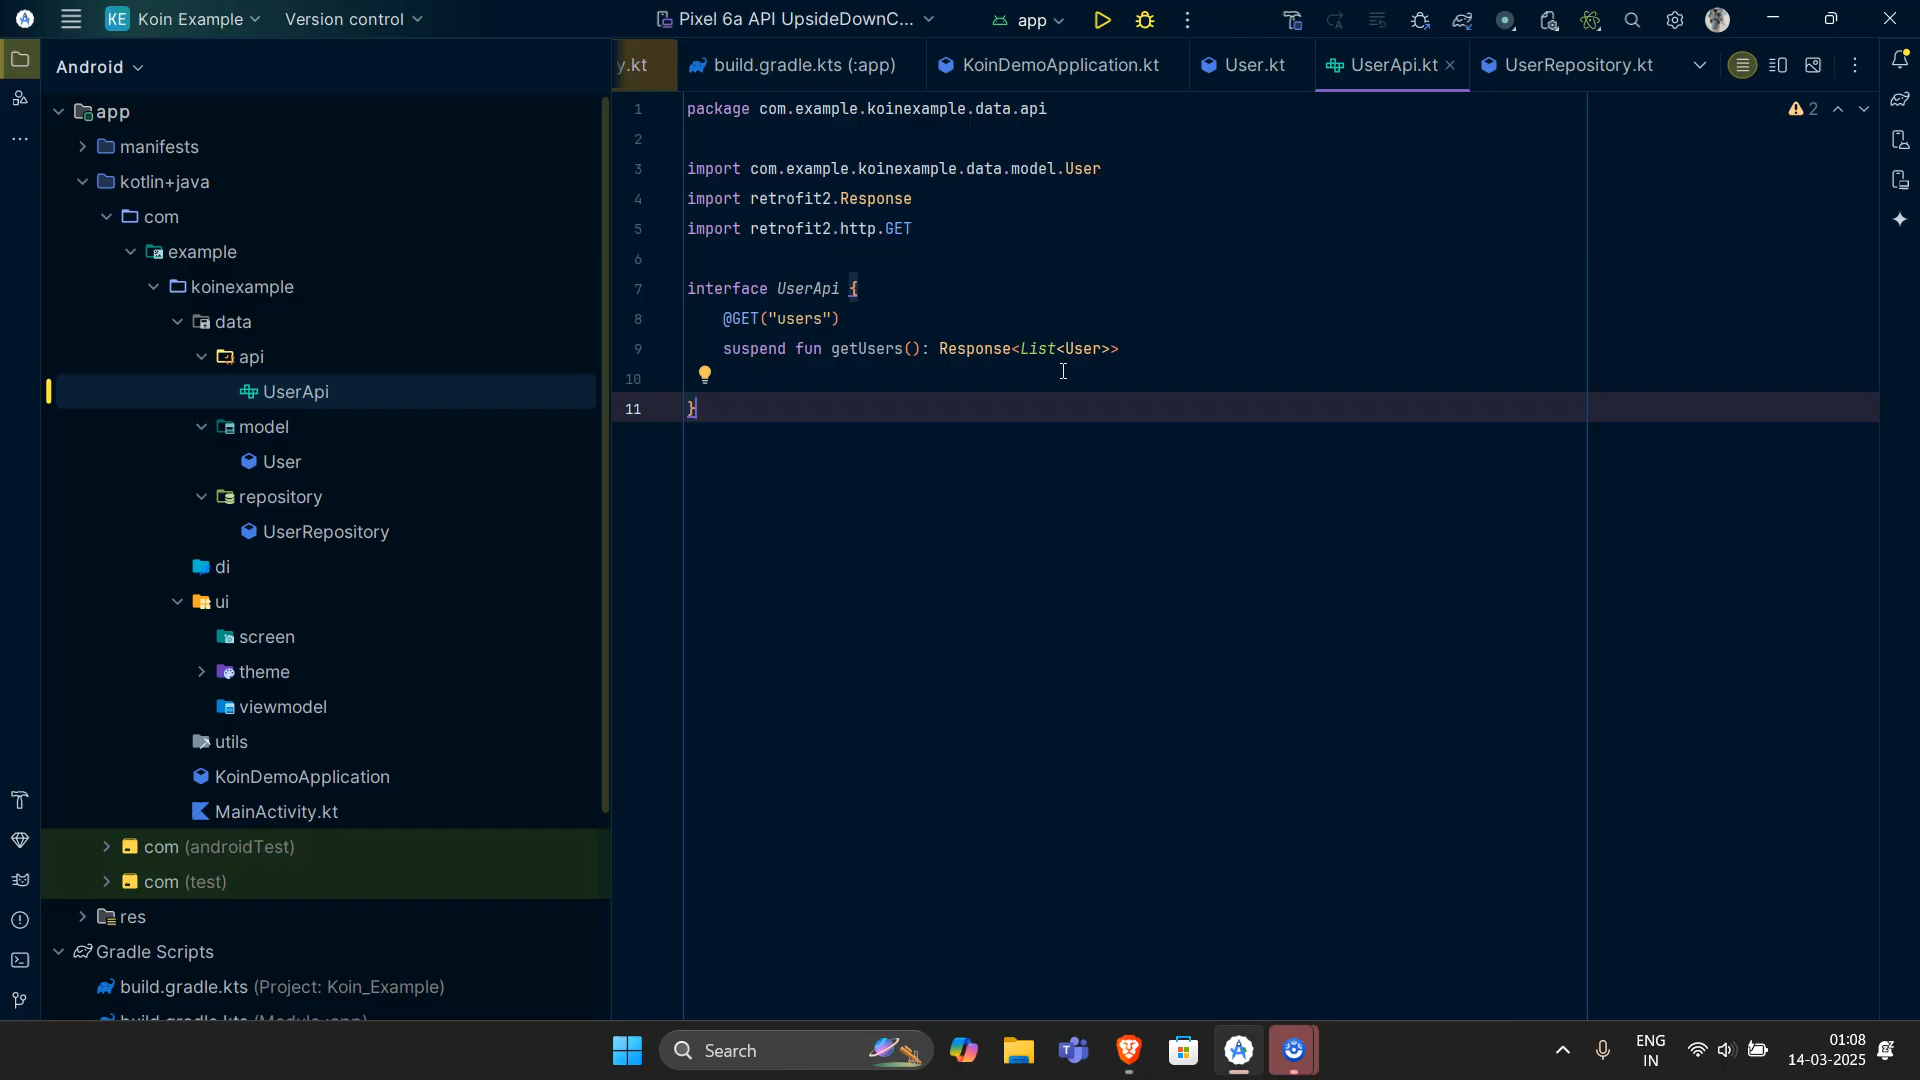 KE Koin Example Version control Pixel 6a API UpsideDownC... app
Android
y.kt build.gradle.kts (:app) KoinDemoApplication.kt User.kt UserApi.kt UserRepository.kt
app
manifests
kotlin+java
com
example
koinexample
data
api
UserApi
model
User
repository
UserRepository
di
ui
screen
theme
viewmodel
utils
KoinDemoApplication
MainActivity.kt
com (androidTest)
com (test)
res
Gradle Scripts
build.gradle.kts (Project: Koin_Example)
build.gradle.kts (Module :app)
1 package com.example.koinexample.data.api
2
3 import com.example.koinexample.data.model.User
4 import retrofit2.Response
5 import retrofit2.http.GET
6
7 interface UserApi {
8 @GET("users")
9 suspend fun getUsers(): Response<List<User>>
10
11 }
2
Search
ENG
IN
01:08
14-03-2025